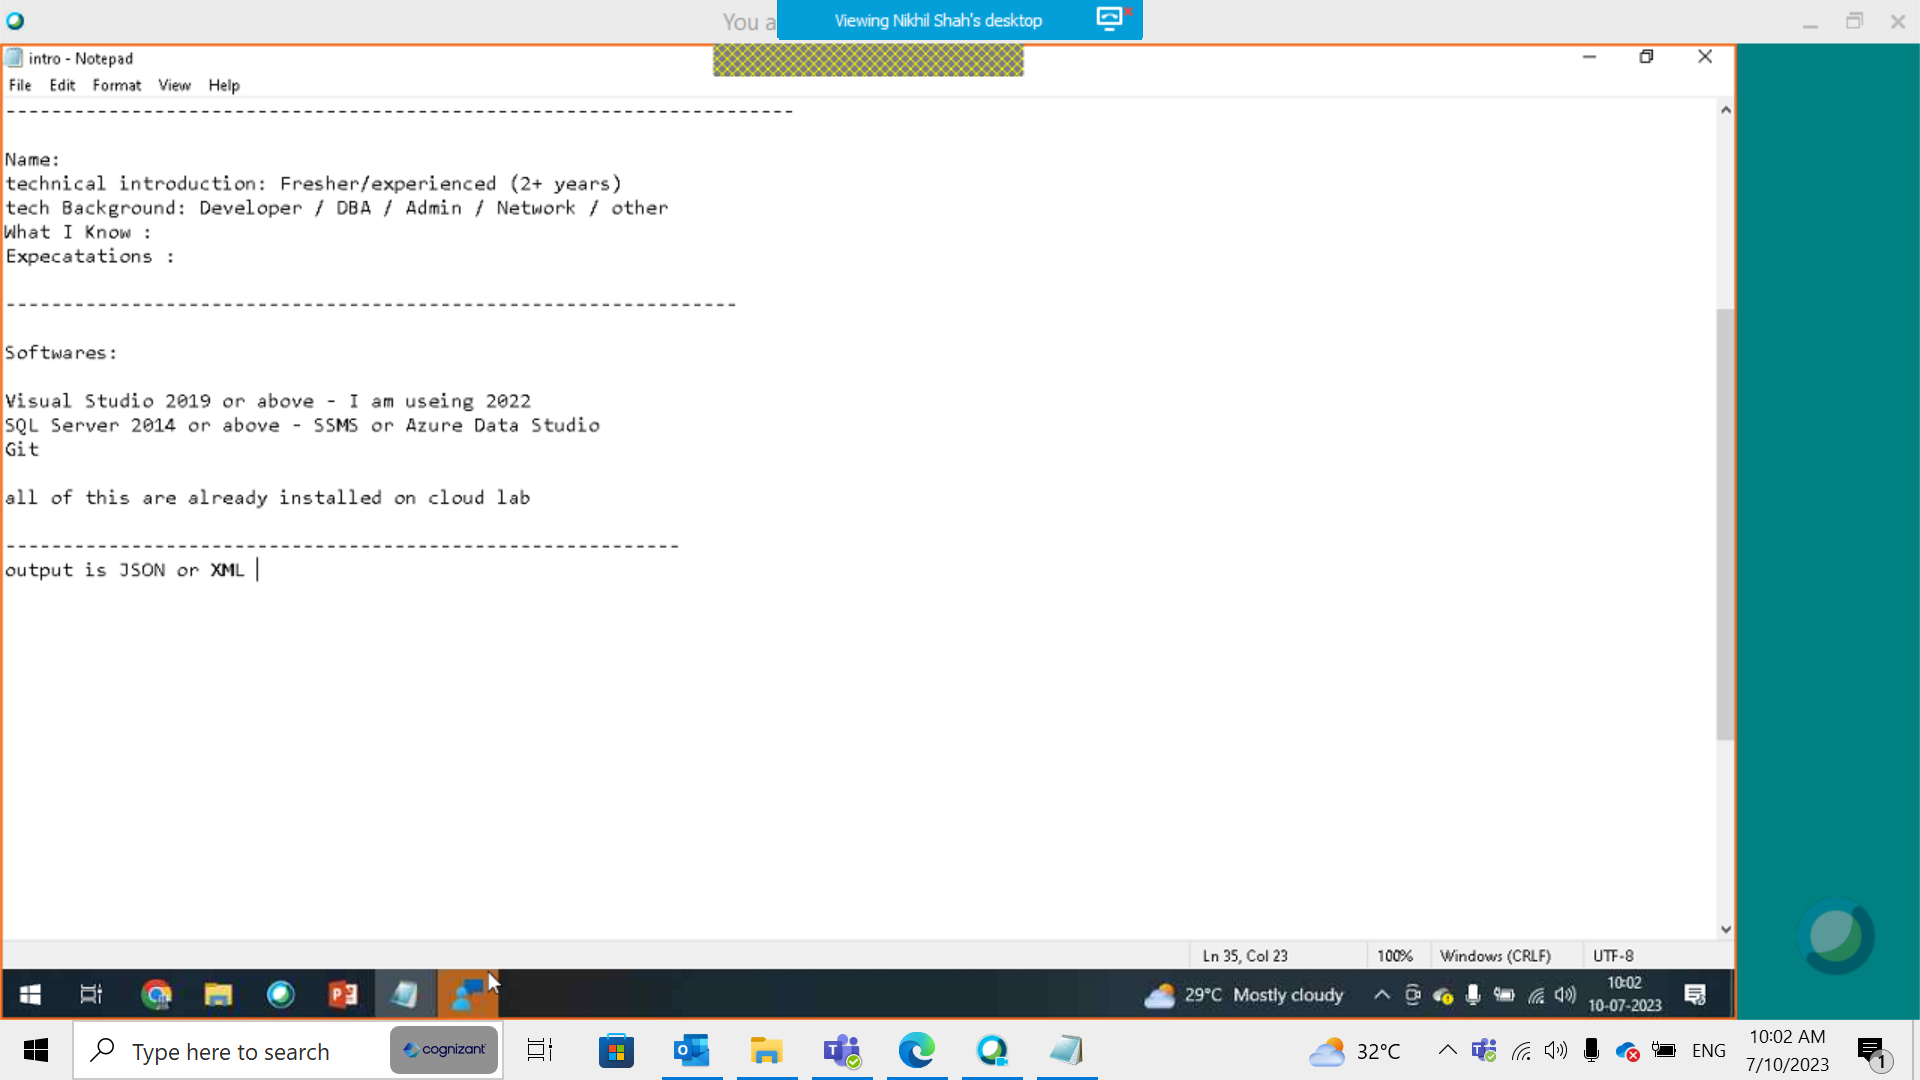 You a
Viewing Nikhil Shah's desktop
intro - Notepad
File Edit Format View Help
---------------------------------------------------------------------
Name:
technical introduction: Fresher/experienced (2+ years)
tech Background: Developer / DBA / Admin / Network / other
What I Know :
Expecatations :
----------------------------------------------------------------
Softwares:
Visual Studio 2019 or above - I am useing 2022
SQL Server 2014 or above - SSMS or Azure Data Studio
Git
all of this are already installed on cloud lab
-----------------------------------------------------------
output is JSON or XML
Ln 35, Col 23 100% Windows (CRLF) UTF-8
29°C Mostly cloudy
10:02
10-07-2023
Type here to search
cognizant
32°C
ENG
10:02 AM
7/10/2023
1